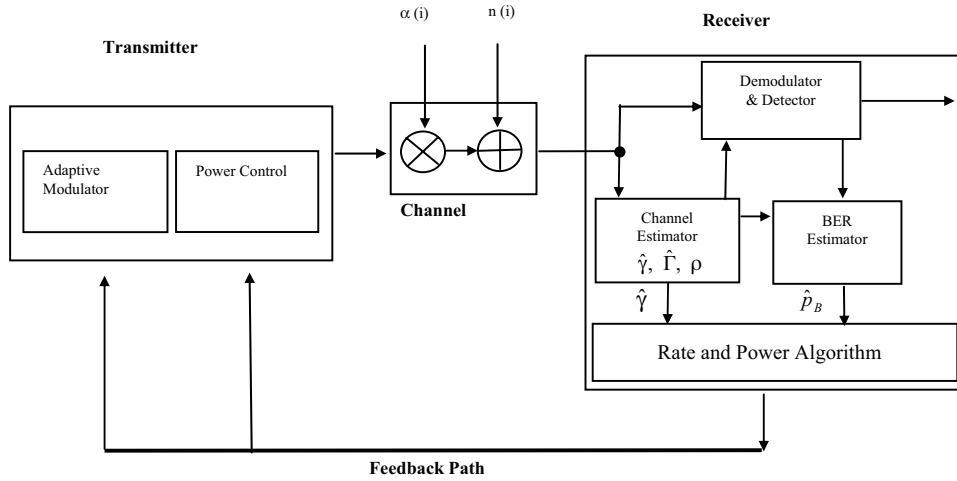 α (i)
n (i)
Receiver
Transmitter
Demodulator
& Detector
Adaptive
Modulator
Power Control
Channel
Channel
Estimator
γ̂, Γ̂, ρ
BER
Estimator
γ̂
p̂_B
Rate and Power Algorithm
Feedback Path